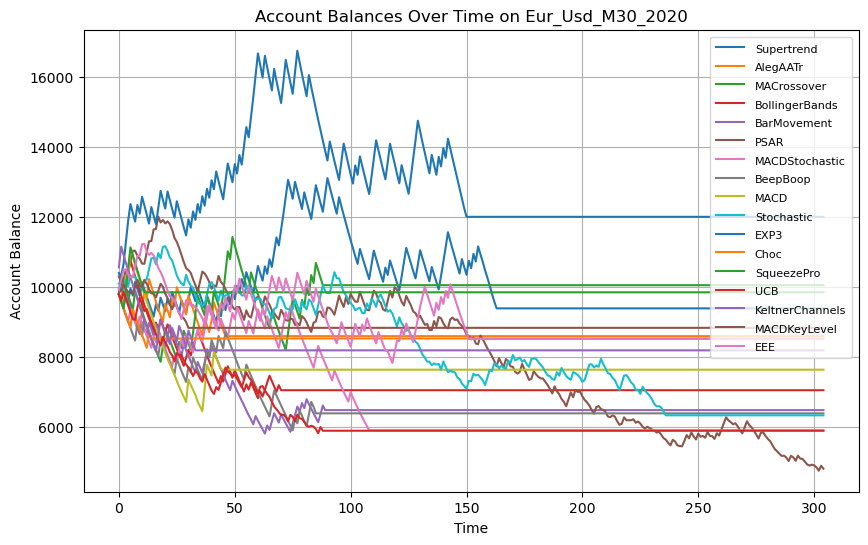 Account Balances Over Time on Eur_Usd_M30_2020
Account Balance
16000
14000
12000
10000
8000
6000
Supertrend
AlegAATr
MACrossover
BollingerBands
BarMovement
PSAR
MACDStochastic
BeepBoop
MACD
Stochastic
EXP3
Choc
SqueezePro
UCB
KeltnerChannels
MACDKeyLevel
EEE
0 50 100 150 200 250 300
Time